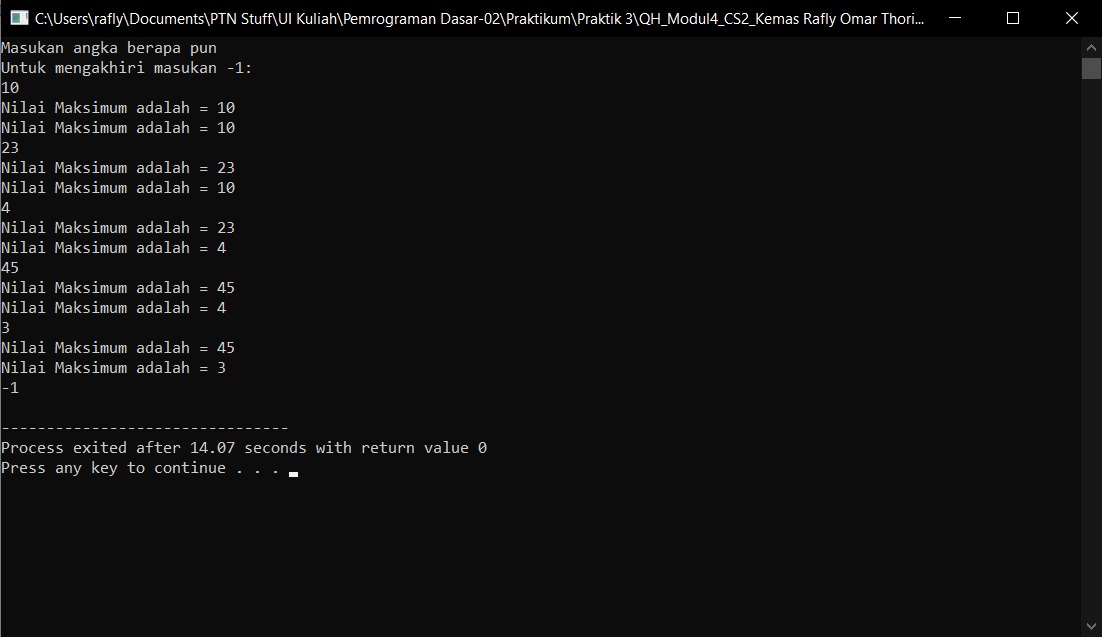 C:\Users\rafly\Documents\PTN Stuff\UI Kuliah\Pemrograman Dasar-02\Praktikum\Praktik 3\QH_Modul4_CS2_Kemas Rafly Omar Thori...
Masukan angka berapa pun
Untuk mengakhiri masukan -1:
10
Nilai Maksimum adalah = 10
Nilai Maksimum adalah = 10
23
Nilai Maksimum adalah = 23
Nilai Maksimum adalah = 10
4
Nilai Maksimum adalah = 23
Nilai Maksimum adalah = 4
45
Nilai Maksimum adalah = 45
Nilai Maksimum adalah = 4
3
Nilai Maksimum adalah = 45
Nilai Maksimum adalah = 3
-1
--------------------------------
Process exited after 14.07 seconds with return value 0
Press any key to continue . . .